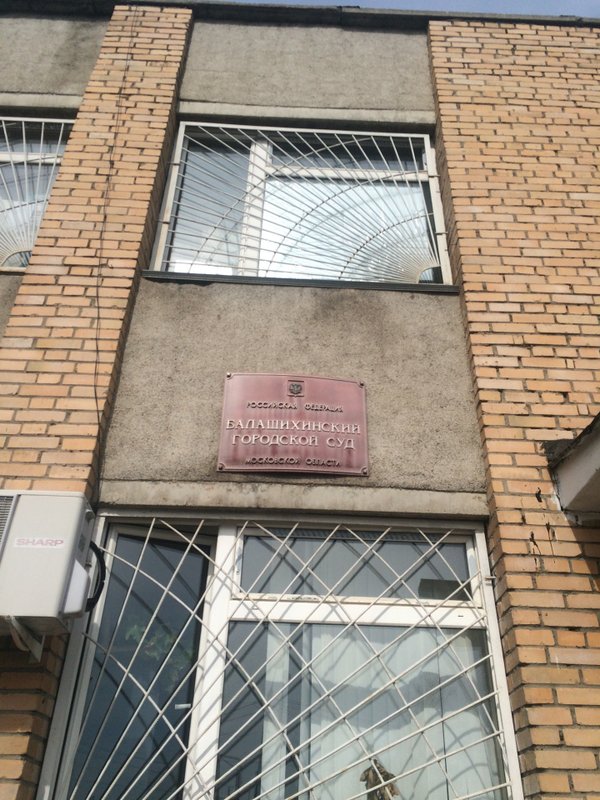 РОССИЙСКАЯ ФЕДЕРАЦИЯ
БАЛАШИХИНСКИЙ
ГОРОДСКОЙ СУД
МОСКОВСКОЙ ОБЛАСТИ
SHARP